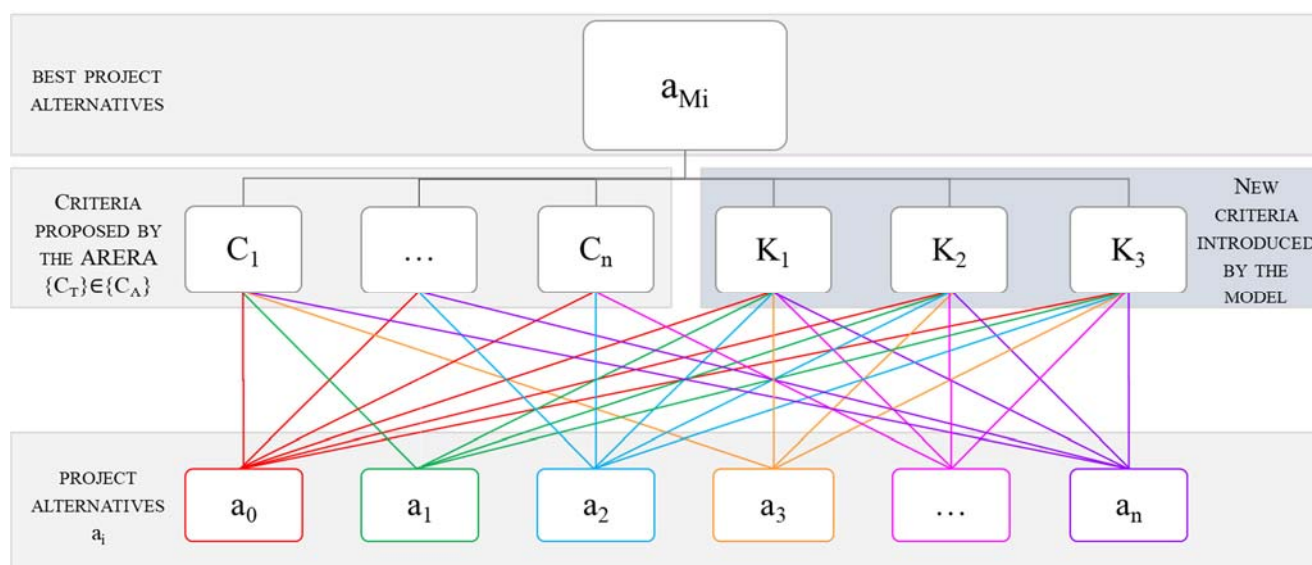 BEST PROJECT
ALTERNATIVES
a_Mi
CRITERIA
PROPOSED BY
THE ARERA
{C_T}∈{C_A}
C_1
…
C_n
K_1
K_2
K_3
NEW
CRITERIA
INTRODUCED
BY THE
MODEL
PROJECT
ALTERNATIVES
a_i
a_0
a_1
a_2
a_3
…
a_n